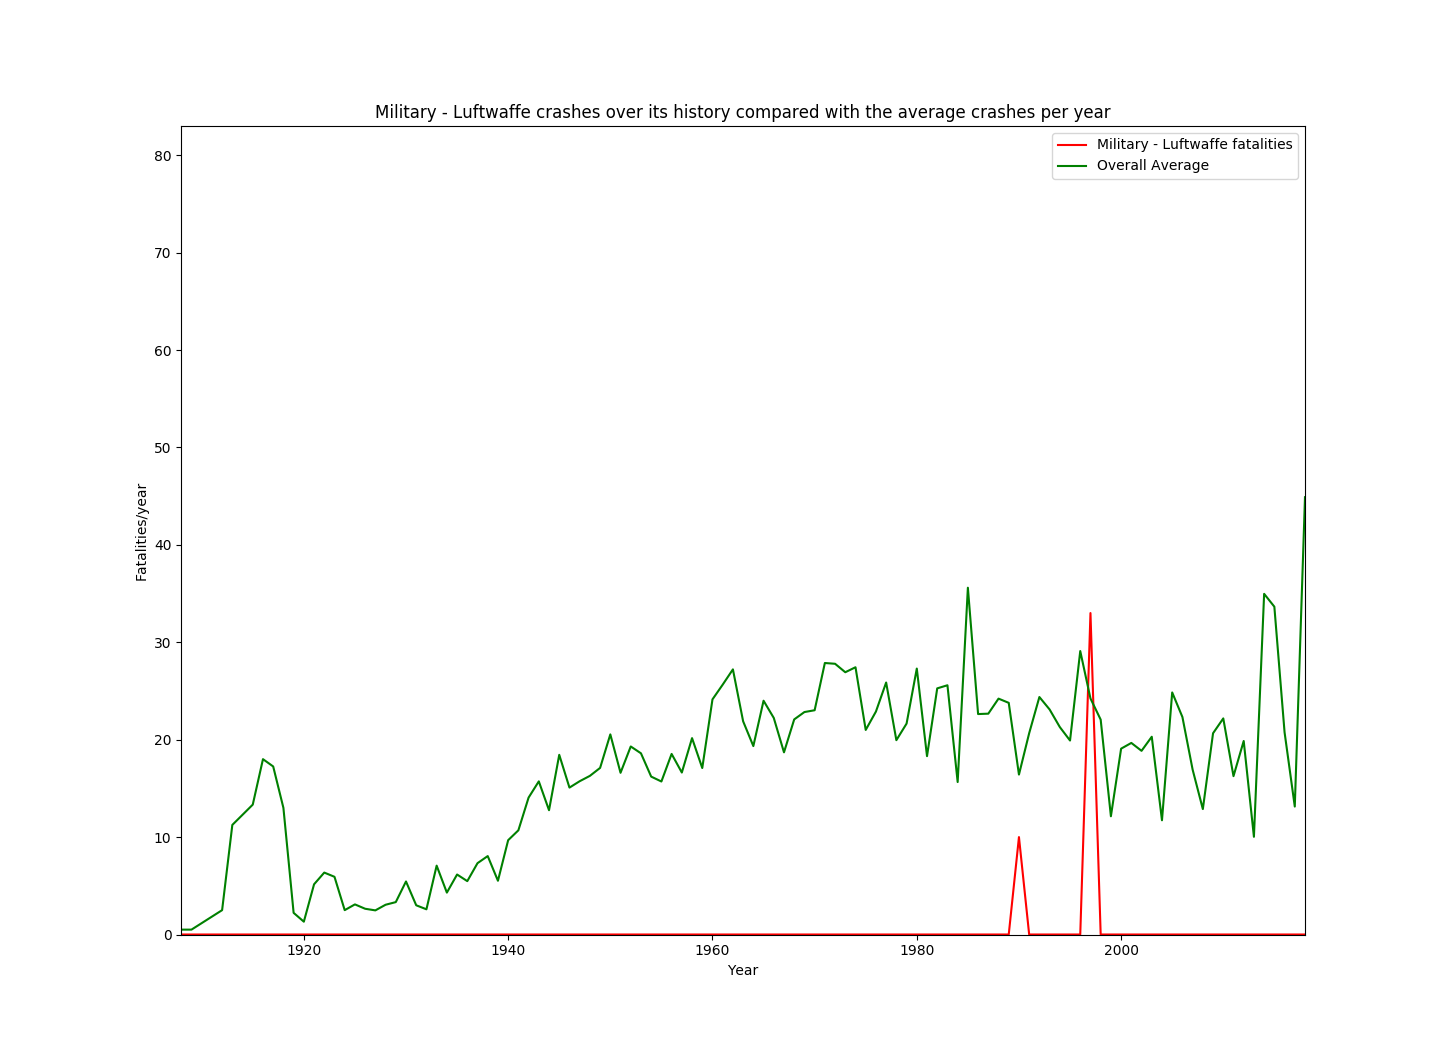 Military - Luftwaffe crashes over its history compared with the average crashes per year
Military - Luftwaffe fatalities
Overall Average
80
70
60
50
40
30
20
10
0
Fatalities/year
1920 1940 1960 1980 2000
Year